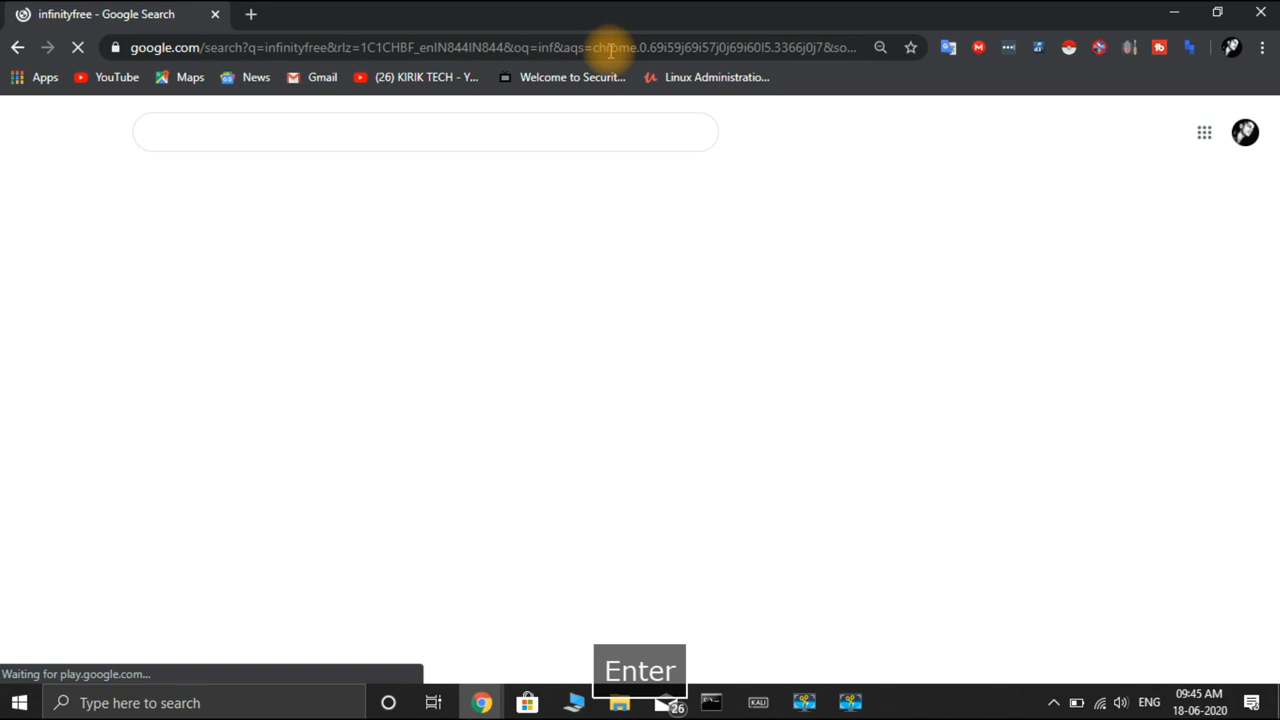 infinityfree - Google Search
google.com/search?q=infinityfree&rlz=1C1CHBF_enIN844IN844&oq=inf&aqs=chrome.0.69i59j69i57j0j69i60l5.3366j0j7&so...
Apps YouTube Maps News Gmail (26) KIRIK TECH - Y... Welcome to Securit... Linux Administratio...
Waiting for play.google.com...
Enter
Type here to search
26
KALI
ENG
09:45 AM
18-06-2020